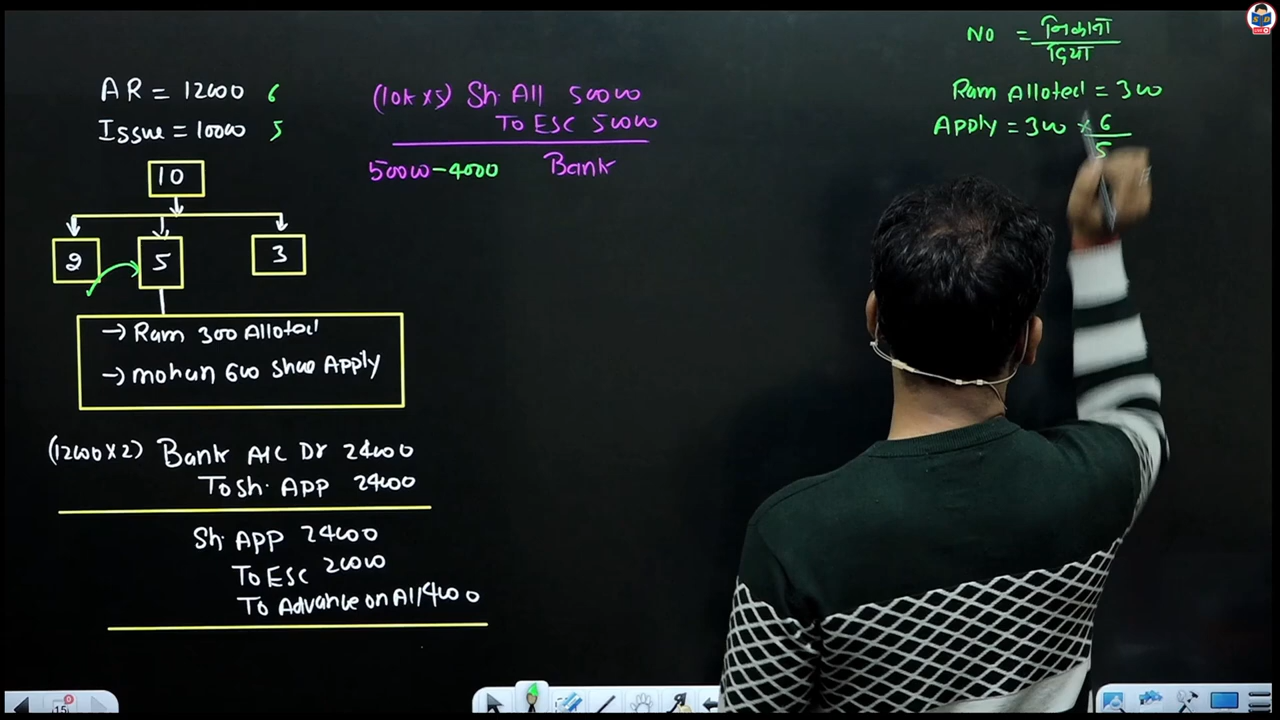 AR = 12000 6
Issue = 10000 5
10
2 5 3
→ Ram 300 Alloted
→ mohan 600 share Apply
(12000×2) Bank A/C Dr 24000
To sh. APP 24000
Sh. APP 24000
To ESC 20000
To Advance on All 4000
(10k×5) Sh. All 50000
To ESC 50000
50000-4000 Bank
NO = निकालना
दिया
Ram Alloted = 300
Apply = 300 × 6
5